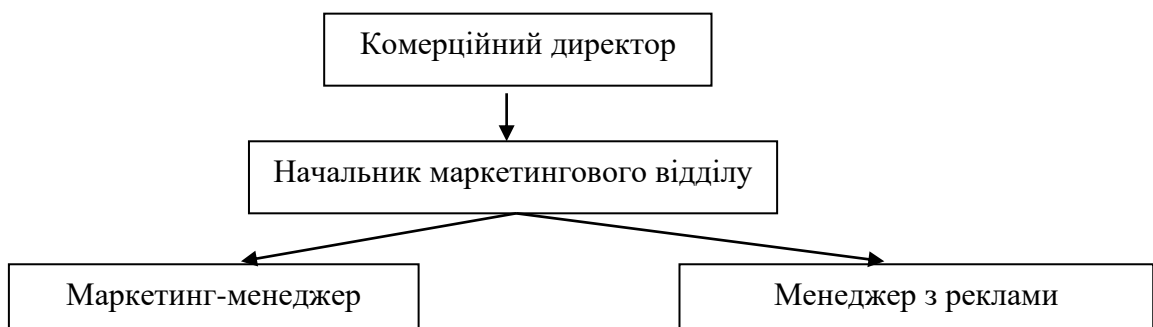 Комерційний директор
Начальник маркетингового відділу
Маркетинг-менеджер
Менеджер з реклами